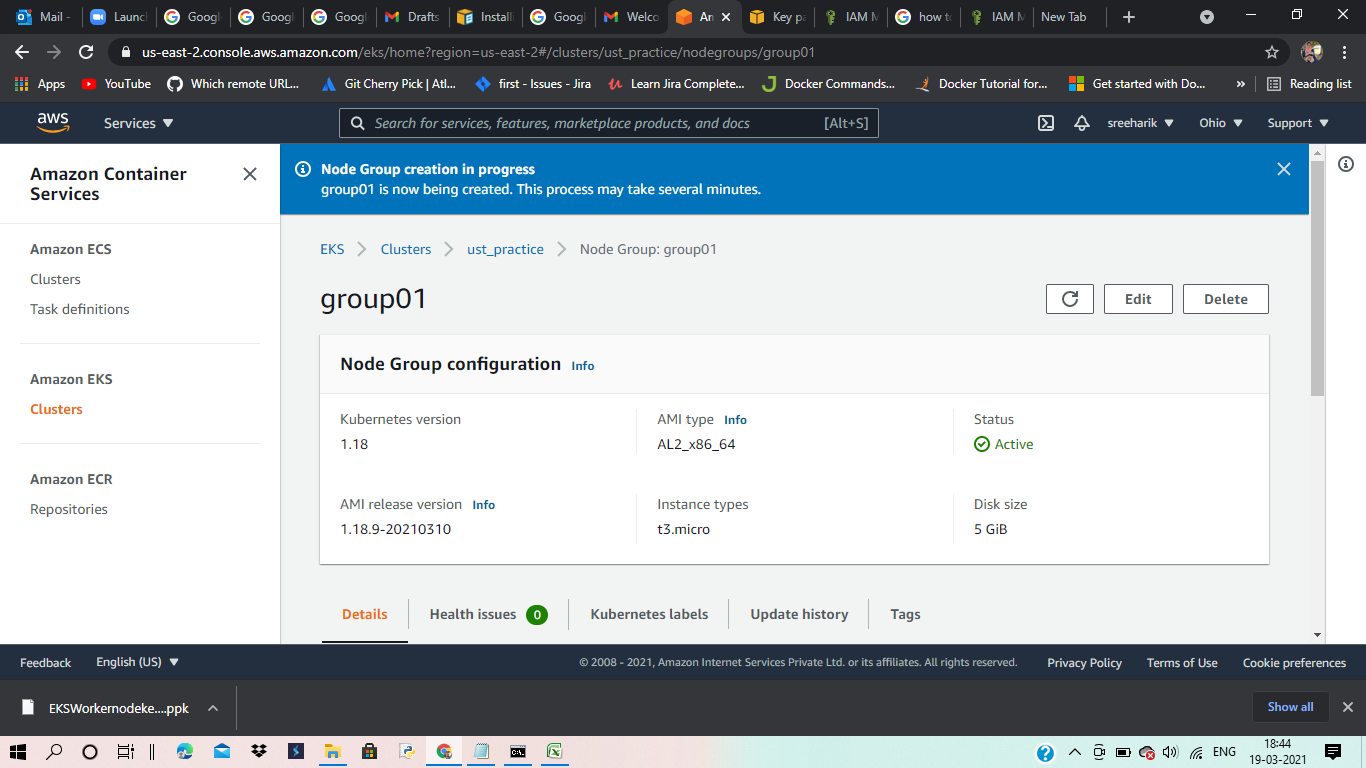 Mail -
Launc
Googl
Googl
Googl
Drafts
Installi
Googl
Welco
Am
Key pa
IAM M
how to
IAM M
New Tab
us-east-2.console.aws.amazon.com/eks/home?region=us-east-2#/clusters/ust_practice/nodegroups/group01
Apps
YouTube
Which remote URL...
Git Cherry Pick | Atl...
first - Issues - Jira
Learn Jira Complete...
Docker Commands...
Docker Tutorial for...
Get started with Do...
»
Reading list
aws
Services
Search for services, features, marketplace products, and docs
[Alt+S]
sreeharik
Ohio
Support
Amazon Container
Services
Amazon ECS
Clusters
Task definitions
Amazon EKS
Clusters
Amazon ECR
Repositories
Node Group creation in progress
group01 is now being created. This process may take several minutes.
EKS
Clusters
ust_practice
Node Group: group01
group01
Edit
Delete
Node Group configuration Info
Kubernetes version
1.18
AMI type Info
AL2_x86_64
Status
Active
AMI release version Info
1.18.9-20210310
Instance types
t3.micro
Disk size
5 GiB
Details
Health issues 0
Kubernetes labels
Update history
Tags
Feedback
English (US)
© 2008 - 2021, Amazon Internet Services Private Ltd. or its affiliates. All rights reserved.
Privacy Policy
Terms of Use
Cookie preferences
EKSWorkernodeke....ppk
Show all
ENG
18:44
19-03-2021